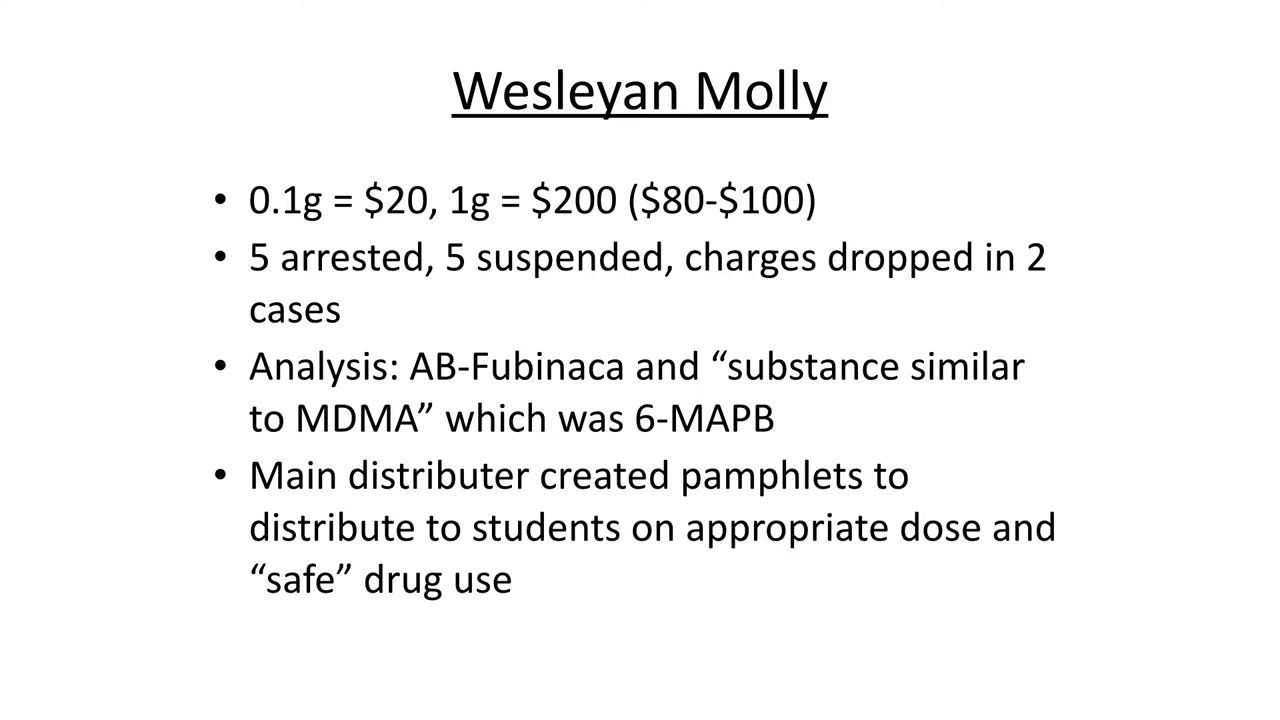 Wesleyan Molly
• 0.1g = $20, 1g = $200 ($80-$100)
• 5 arrested, 5 suspended, charges dropped in 2
cases
• Analysis: AB-Fubinaca and “substance similar
to MDMA” which was 6-MAPB
• Main distributer created pamphlets to
distribute to students on appropriate dose and
“safe” drug use